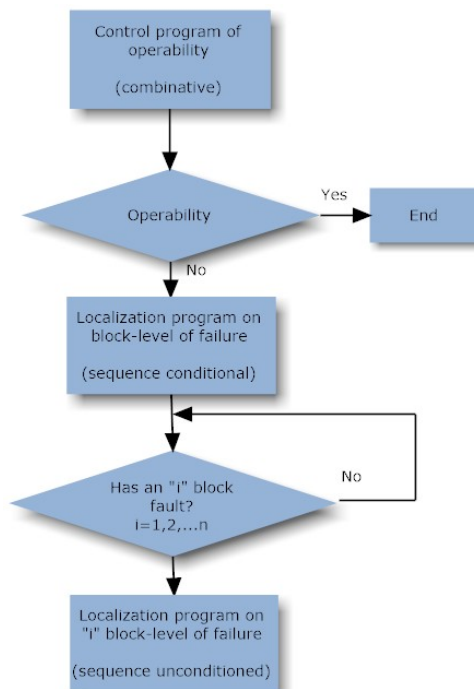 Control program of
operability
(combinative)
Operability
Yes
End
No
Localization program on
block-level of failure
(sequence conditional)
Has an "i" block
fault?
i=1,2,...n
No
Localization program on
"i" block-level of failure
(sequence unconditioned)